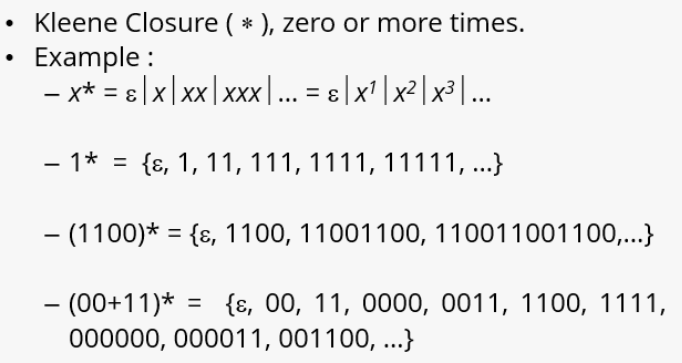 • Kleene Closure ( * ), zero or more times.
• Example :
– x* = ε|x|xx|xxx|... = ε|x¹|x²|x³|...
– 1* = {ε, 1, 11, 111, 1111, 11111, ...}
– (1100)* = {ε, 1100, 11001100, 110011001100,...}
– (00+11)* = {ε, 00, 11, 0000, 0011, 1100, 1111,
000000, 000011, 001100, ...}